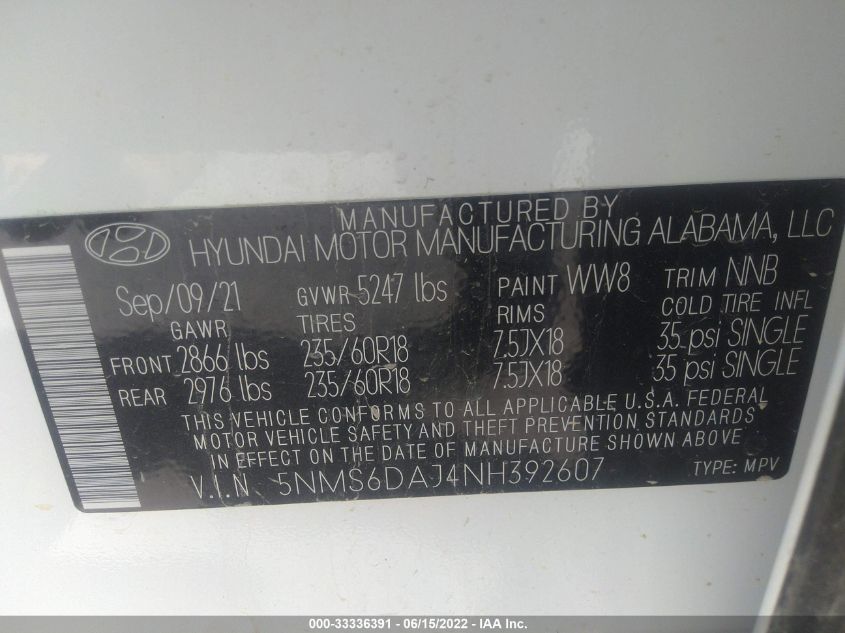 MANUFACTURED BY
HYUNDAI MOTOR MANUFACTURING ALABAMA, LLC
Sep/09/21 GVWR 5247 lbs PAINT WW8 TRIM NNB
GAWR TIRES RIMS COLD TIRE INFL
FRONT 2866 lbs 235/60R18 7.5JX18 35 psi SINGLE
REAR 2976 lbs 235/60R18 7.5JX18 35 psi SINGLE
THIS VEHICLE CONFORMS TO ALL APPLICABLE U.S.A. FEDERAL
MOTOR VEHICLE SAFETY AND THEFT PREVENTION STANDARDS
IN EFFECT ON THE DATE OF MANUFACTURE SHOWN ABOVE
V.I.N 5NMS6DAJ4NH392607 TYPE: MPV
000-33336391 - 06/15/2022 - IAA Inc.